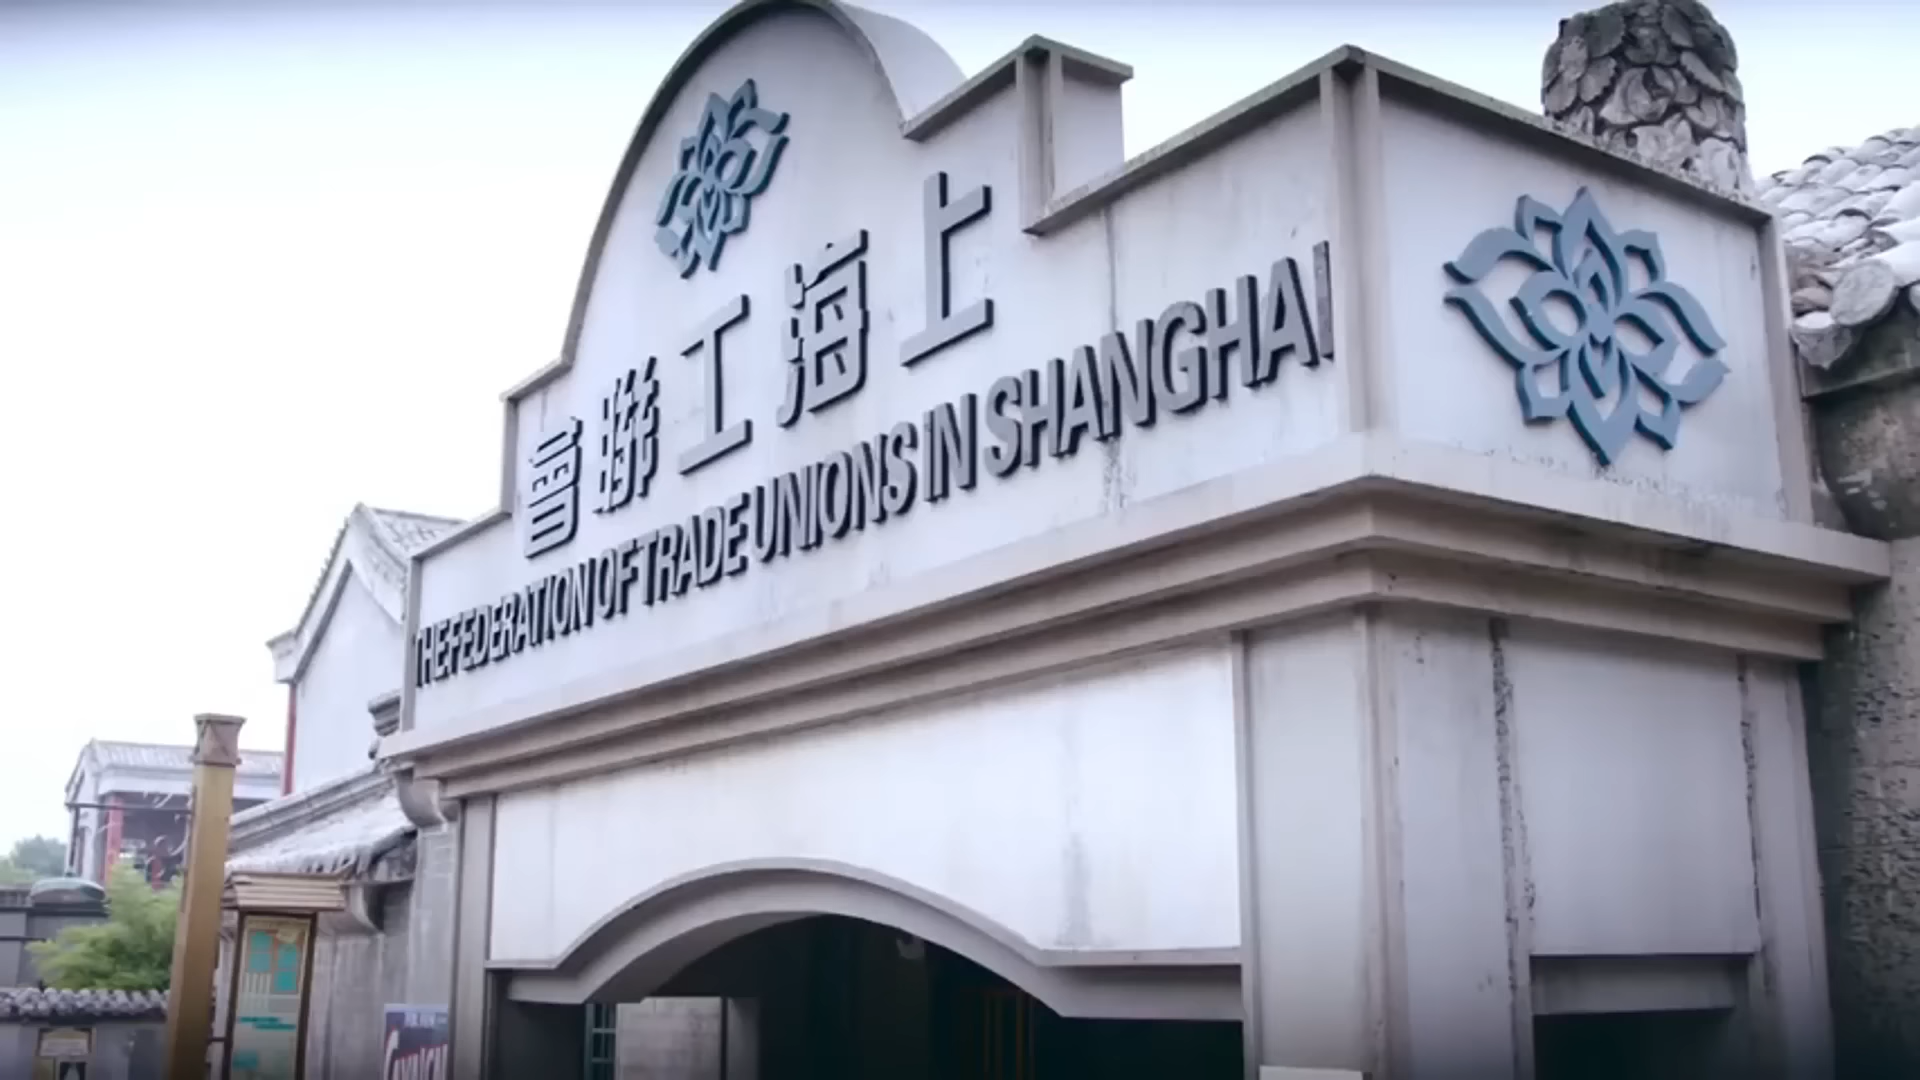 上海工聯會
THE FEDERATION OF TRADE UNIONS IN SHANGHAI